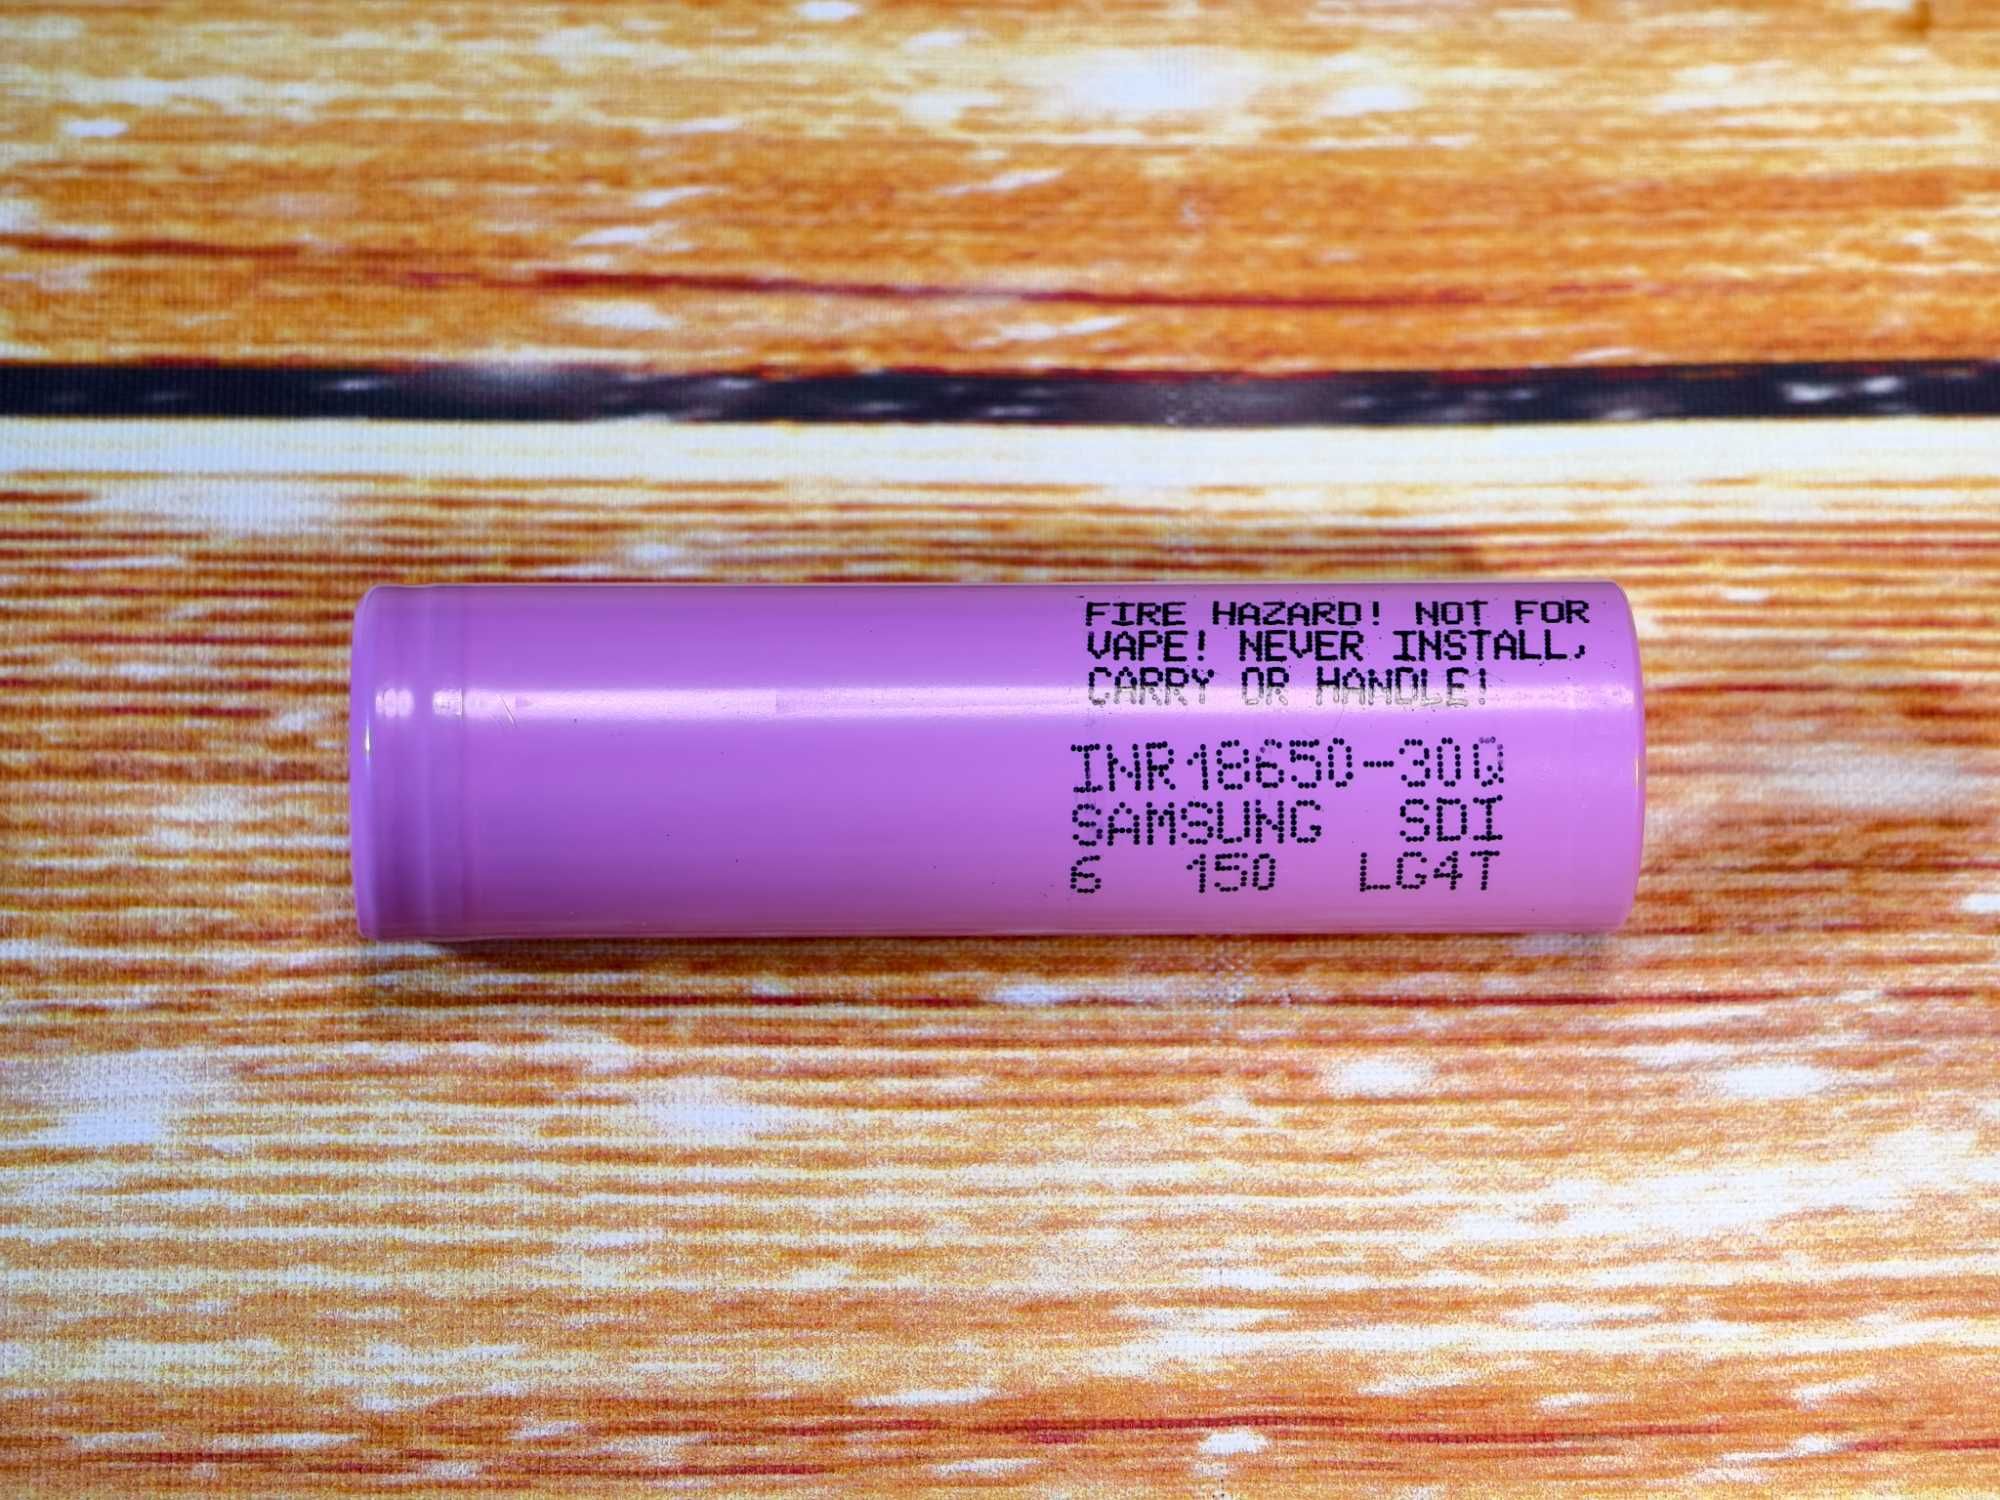 FIRE HAZARD! NOT FOR
VAPE! NEVER INSTALL,
CARRY OR HANDLE!
INR18650-30Q
SAMSUNG SDI
6 150 LG4T